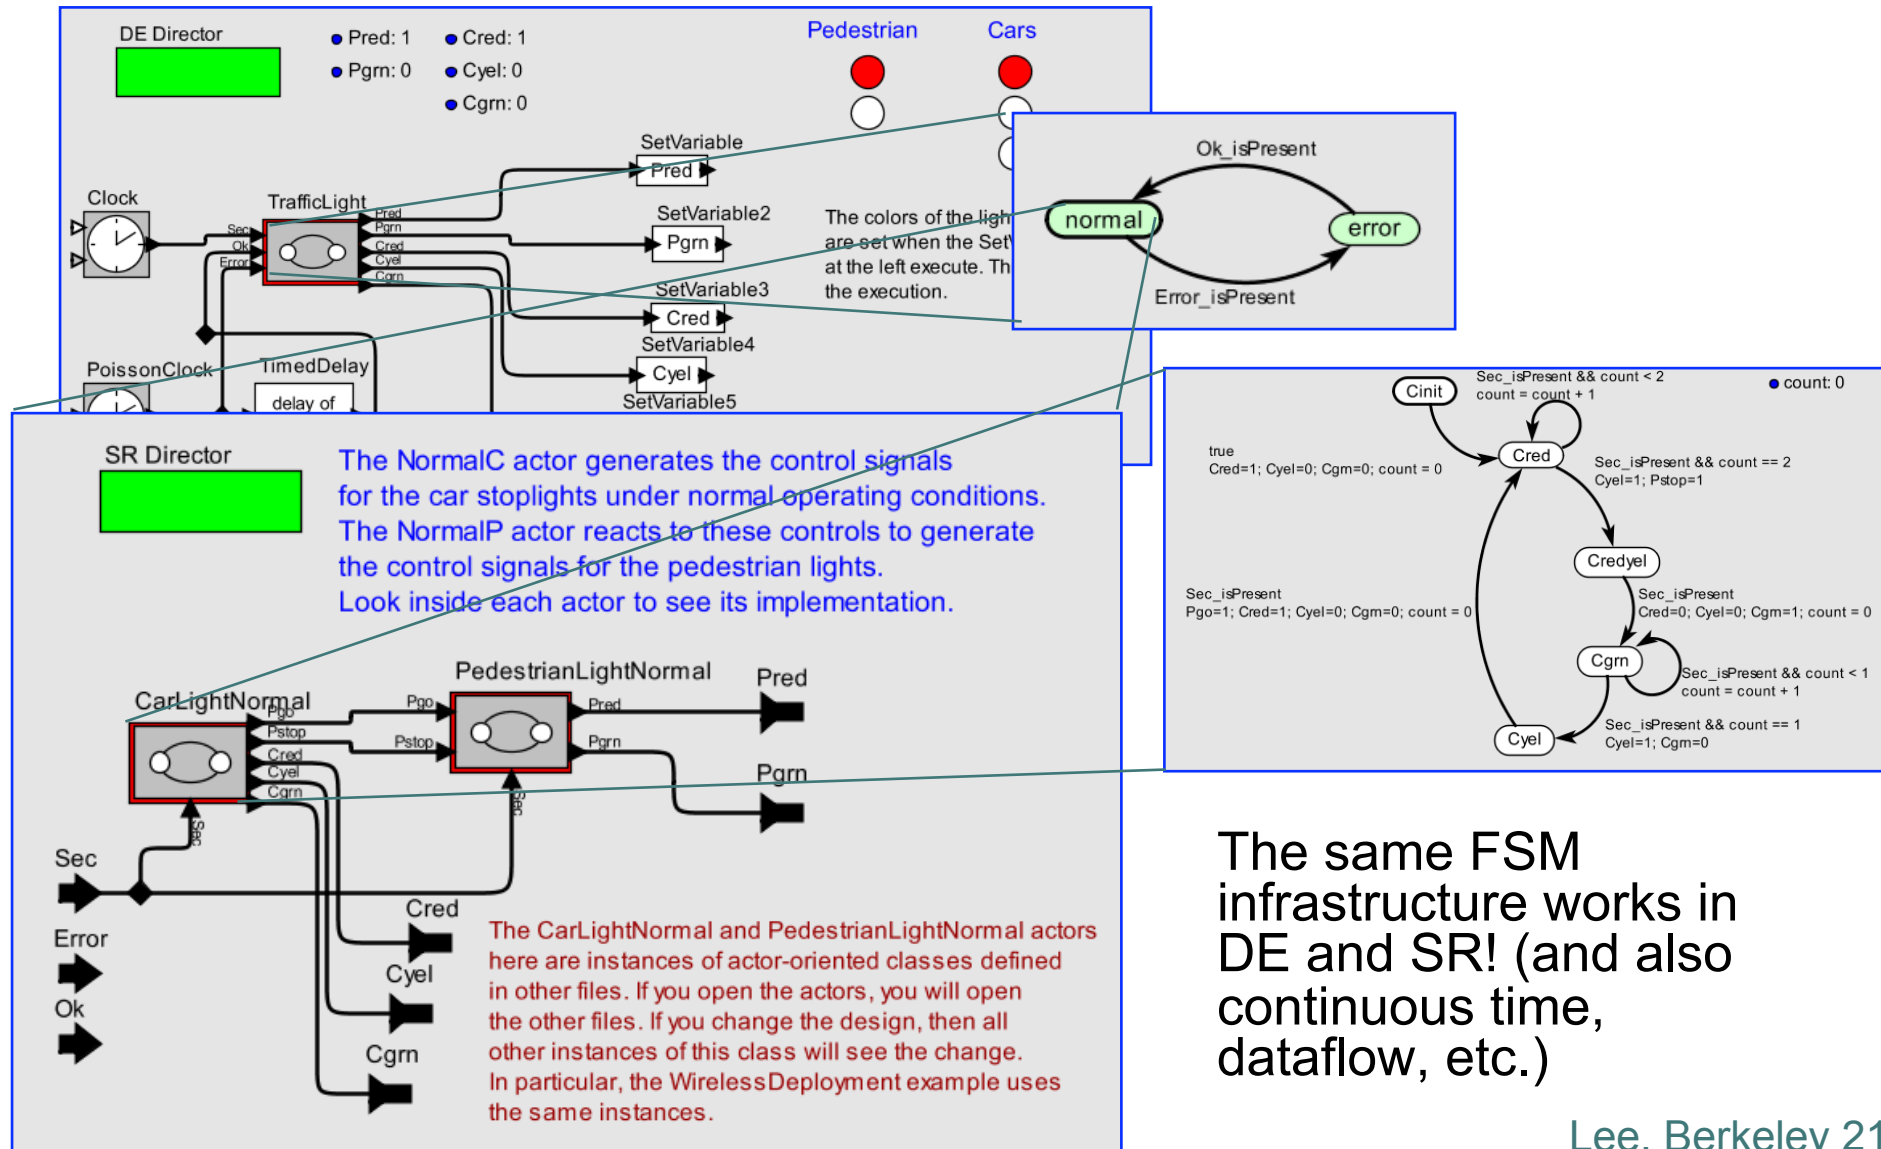 DE Director
Pred: 1
Cred: 1
Pgrn: 0
Cyel: 0
Cgrn: 0
Pedestrian
Cars
Clock
TrafficLight
Sec
Ok
Error
Pred
Pgrn
Cred
Cyel
Cgrn
SetVariable
Pred
SetVariable2
Pgrn
SetVariable3
Cred
SetVariable4
Cyel
SetVariable5
The colors of the ligh
are set when the Set
at the left execute. Th
the execution.
PoissonClock
TimedDelay
delay of
Ok_isPresent
normal
error
Error_isPresent
SR Director
The NormalC actor generates the control signals
for the car stoplights under normal operating conditions.
The NormalP actor reacts to these controls to generate
the control signals for the pedestrian lights.
Look inside each actor to see its implementation.
CarLightNormal
Pgo
Pstop
Cred
Cyel
Cgrn
Sec
PedestrianLightNormal
Pgo
Pstop
Pred
Pgrn
Sec
Pred
Pgrn
Sec
Error
Ok
Cred
Cyel
Cgrn
The CarLightNormal and PedestrianLightNormal actors
here are instances of actor-oriented classes defined
in other files. If you open the actors, you will open
the other files. If you change the design, then all
other instances of this class will see the change.
In particular, the WirelessDeployment example uses
the same instances.
Cinit
Sec_isPresent && count < 2
count = count + 1
count: 0
true
Cred=1; Cyel=0; Cgrn=0; count = 0
Cred
Sec_isPresent && count == 2
Cyel=1; Pstop=1
Credyel
Sec_isPresent
Pgo=1; Cred=1; Cyel=0; Cgrn=0; count = 0
Sec_isPresent
Cred=0; Cyel=0; Cgrn=1; count = 0
Cgrn
Sec_isPresent && count < 1
count = count + 1
Cyel
Sec_isPresent && count == 1
Cyel=1; Cgrn=0
The same FSM
infrastructure works in
DE and SR! (and also
continuous time,
dataflow, etc.)
Lee, Berkeley 21